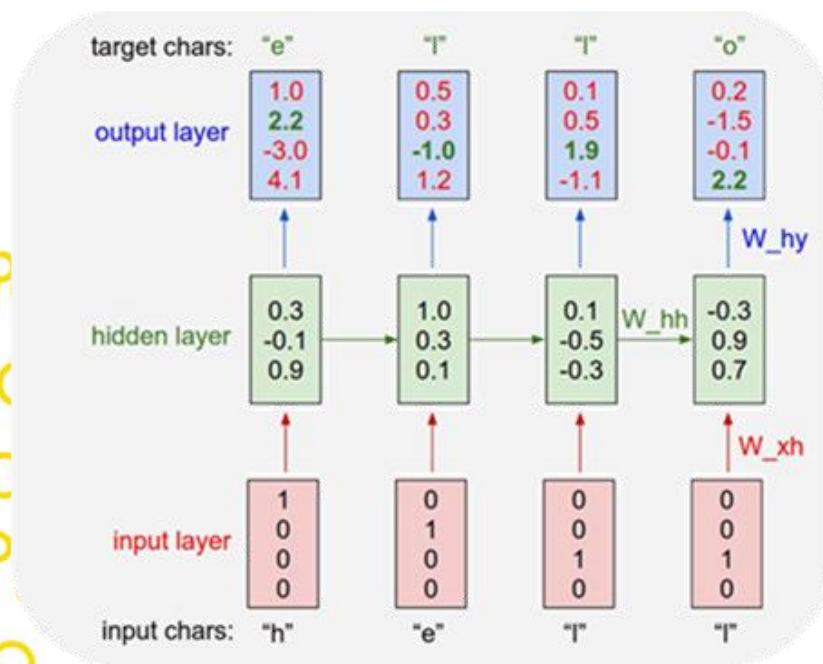 target chars: "e" "l" "l" "o"
1.0 0.5 0.1 0.2
2.2 0.3 0.5 -1.5
output layer
-3.0 -1.0 1.9 -0.1
4.1 1.2 -1.1 2.2
W_hy
0.3 1.0 0.1 -0.3
W_hh
hidden layer -0.1 0.3 -0.5 0.9
0.9 0.1 -0.3 0.7
W_xh
1 0 0 0
0 1 0 0
input layer
0 0 1 1
0 0 0 0
input chars: "h" "e" "l" "l"